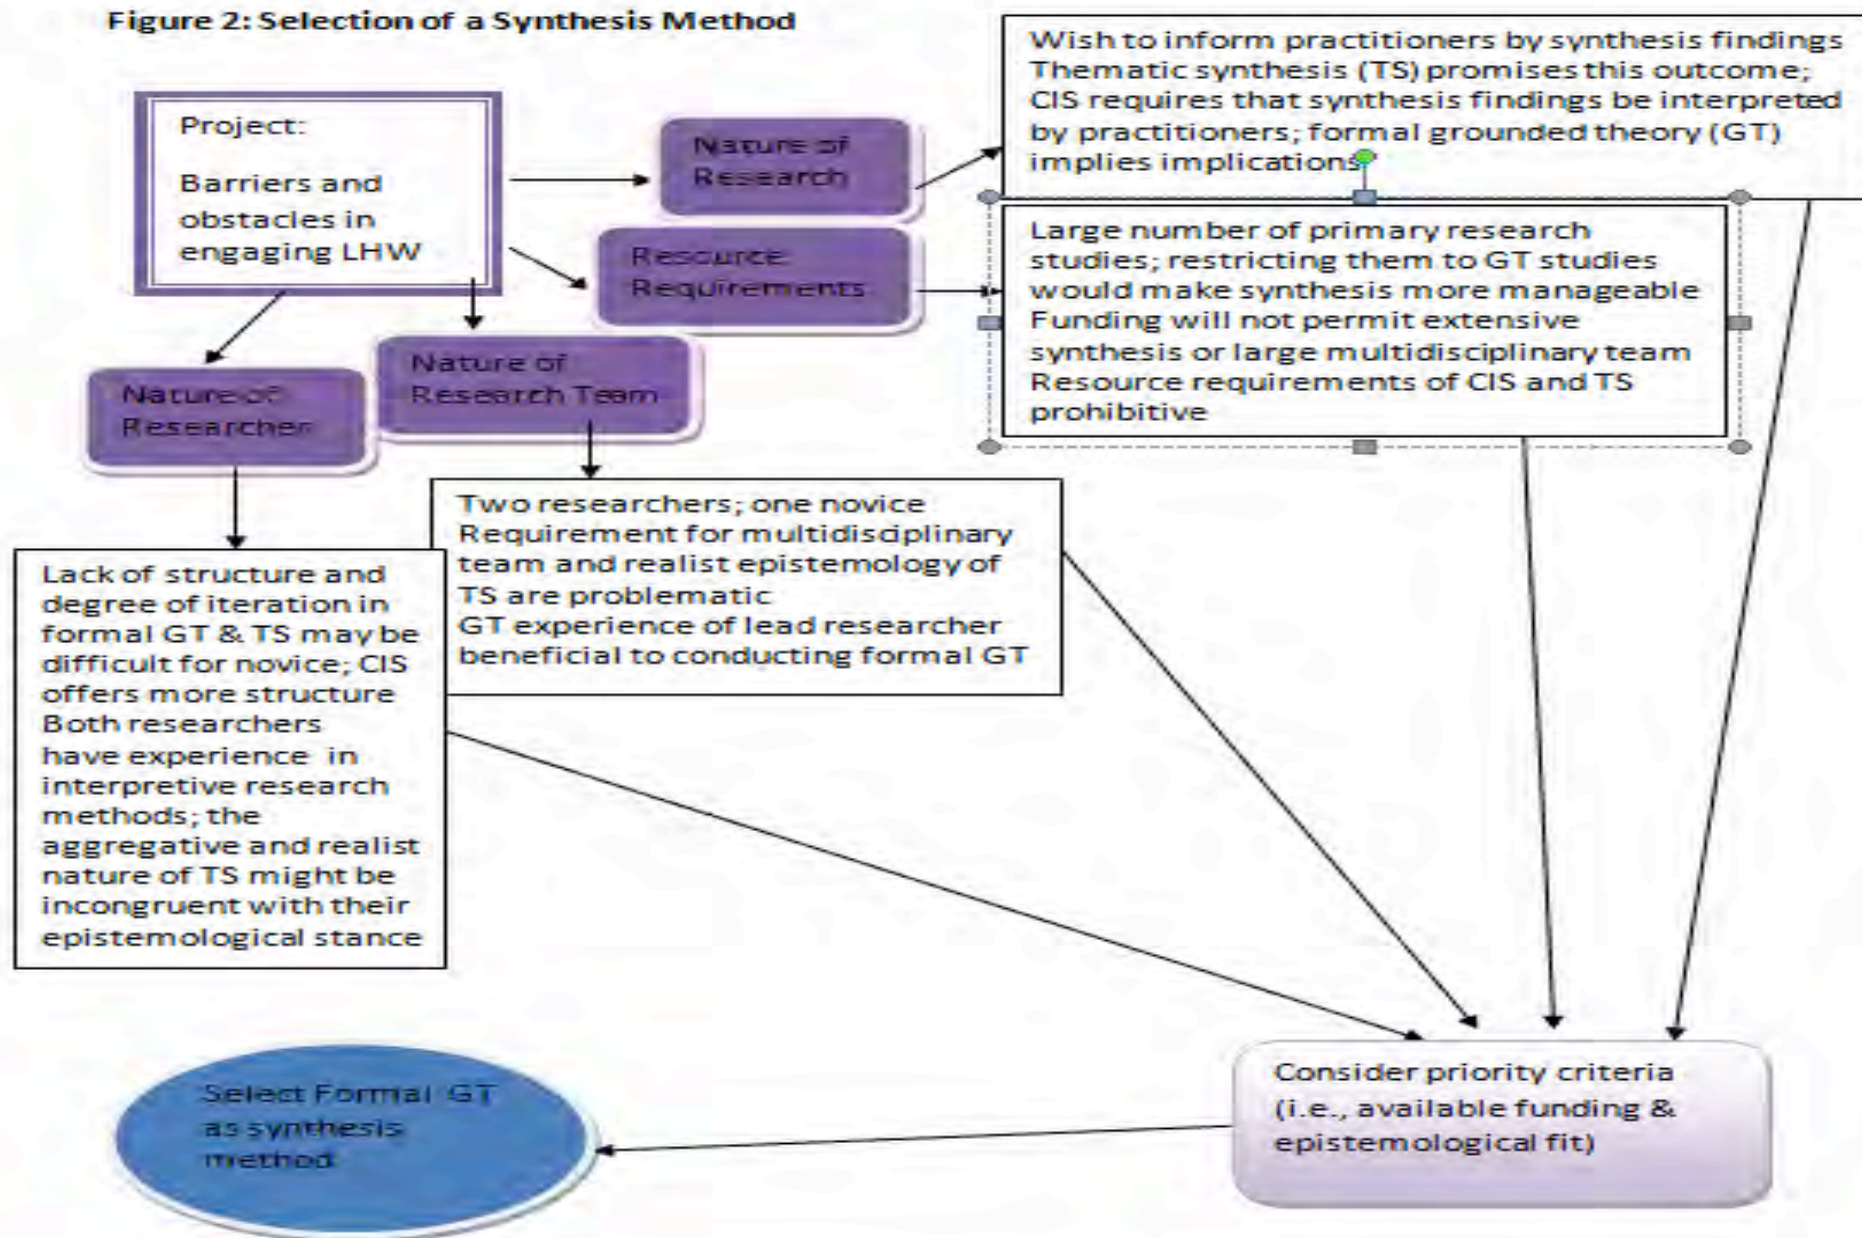 Figure 2: Selection of a Synthesis Method
Project:
Barriers and
obstacles in
engaging LHW
Nature of
Research
Wish to inform practitioners by synthesis findings
Thematic synthesis (TS) promises this outcome;
CIS requires that synthesis findings be interpreted
by practitioners; formal grounded theory (GT)
implies implications
Resource
Requirements
Large number of primary research
studies; restricting them to GT studies
would make synthesis more manageable
Funding will not permit extensive
synthesis or large multidisciplinary team
Resource requirements of CIS and TS
prohibitive
Nature of
Research Team
Two researchers; one novice
Requirement for multidisciplinary
team and realist epistemology of
TS are problematic
GT experience of lead researcher
beneficial to conducting formal GT
Nature of
Researcher
Lack of structure and
degree of iteration in
formal GT & TS may be
difficult for novice; CIS
offers more structure
Both researchers
have experience in
interpretive research
methods; the
aggregative and realist
nature of TS might be
incongruent with their
epistemological stance
Consider priority criteria
(i.e., available funding &
epistemological fit)
Select Formal GT
as synthesis
method